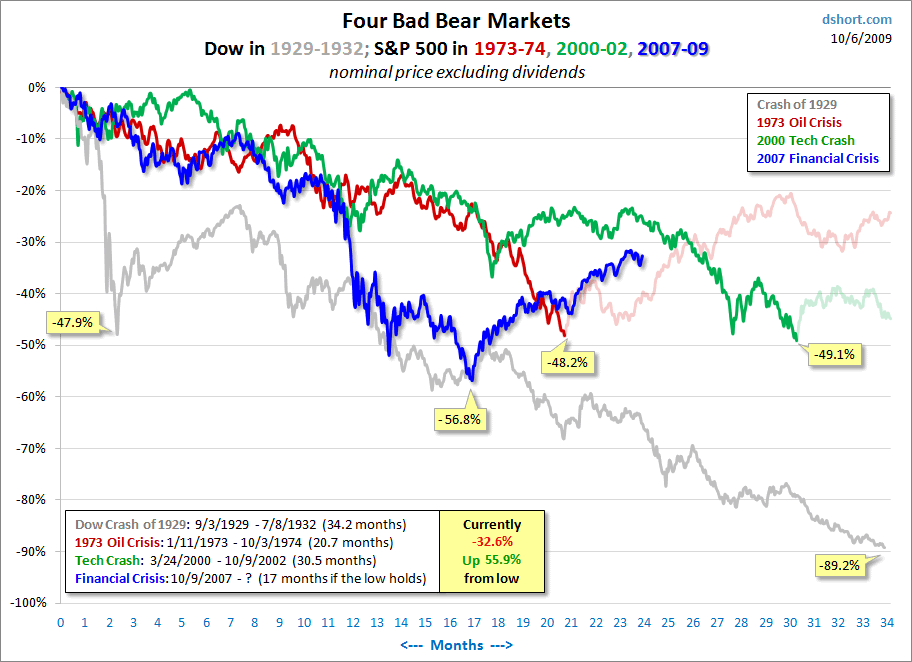 Four Bad Bear Markets
dshort.com
Dow in 1929-1932; S&P 500 in 1973-74, 2000-02, 2007-09
10/6/2009
nominal price excluding dividends
0%
-10%
-20%
-30%
-40%
-50%
-60%
-70%
-80%
-90%
-100%
Crash of 1929
1973 Oil Crisis
2000 Tech Crash
2007 Financial Crisis
-47.9%
-56.8%
-48.2%
-49.1%
-89.2%
Dow Crash of 1929: 9/3/1929 - 7/8/1932 (34.2 months)
1973 Oil Crisis: 1/11/1973 - 10/3/1974 (20.7 months)
Tech Crash: 3/24/2000 - 10/9/2002 (30.5 months)
Financial Crisis: 10/9/2007 - ? (17 months if the low holds)
Currently
-32.6%
Up 55.9%
from low
0 1 2 3 4 5 6 7 8 9 10 11 12 13 14 15 16 17 18 19 20 21 22 23 24 25 26 27 28 29 30 31 32 33 34
<--- Months --->